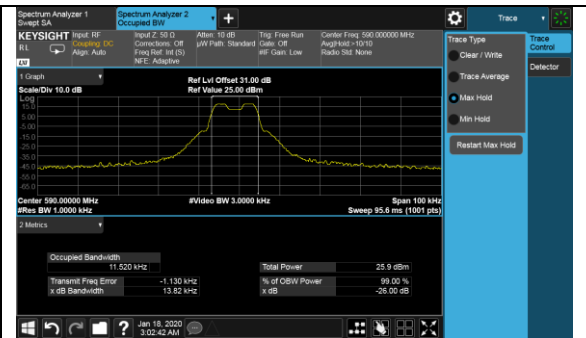 Spectrum Analyzer 1
Swept SA
Spectrum Analyzer 2
Occupied BW
+
Trace
KEYSIGHT
RL
LXI
Input: RF
Coupling: DC
Align: Auto
Input Z: 50 Ω
Corrections: Off
Freq Ref: Int (S)
NFE: Adaptive
Atten: 10 dB
µW Path: Standard
Trig: Free Run
Gate: Off
#IF Gain: Low
Center Freq: 590.000000 MHz
Avg|Hold:>10/10
Radio Std: None
Trace Type
Clear / Write
Trace Average
Max Hold
Min Hold
Restart Max Hold
Trace
Control
Detector
1 Graph
Scale/Div 10.0 dB
Ref Lvl Offset 31.00 dB
Ref Value 25.00 dBm
Log
15.0
5.00
-5.00
-15.0
-25.0
-35.0
-45.0
-55.0
-65.0
Center 590.00000 MHz
#Res BW 1.0000 kHz
#Video BW 3.0000 kHz
Span 100 kHz
Sweep 95.6 ms (1001 pts)
2 Metrics
Occupied Bandwidth
11.520 kHz
Total Power
25.9 dBm
Transmit Freq Error
-1.130 kHz
% of OBW Power
99.00 %
x dB Bandwidth
13.82 kHz
x dB
-26.00 dB
?
Jan 18, 2020
3:02:42 AM